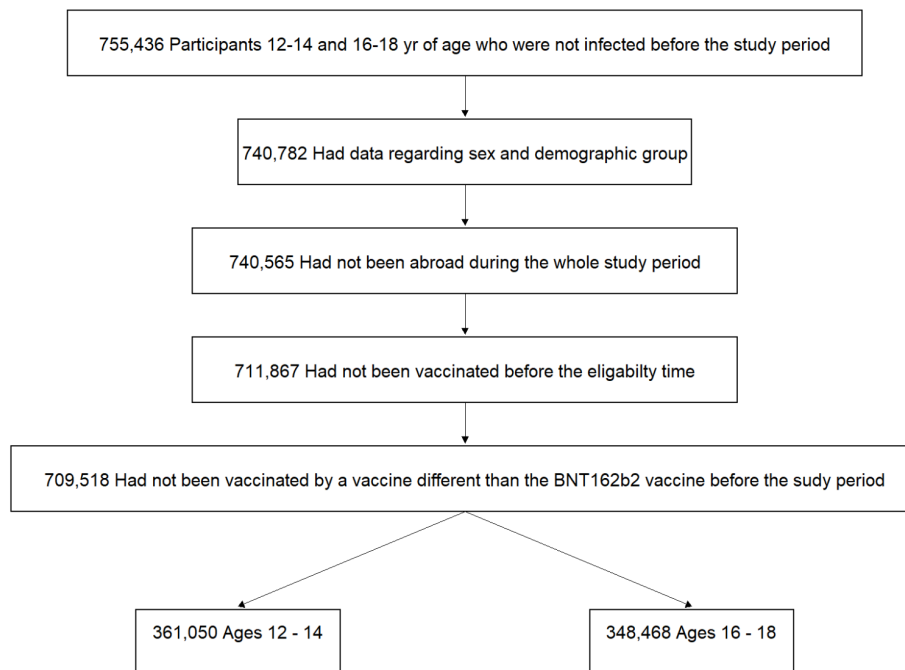 755,436 Participants 12-14 and 16-18 yr of age who were not infected before the study period
740,782 Had data regarding sex and demographic group
740,565 Had not been abroad during the whole study period
711,867 Had not been vaccinated before the eligabilty time
709,518 Had not been vaccinated by a vaccine different than the BNT162b2 vaccine before the sudy period
361,050 Ages 12 - 14
348,468 Ages 16 - 18